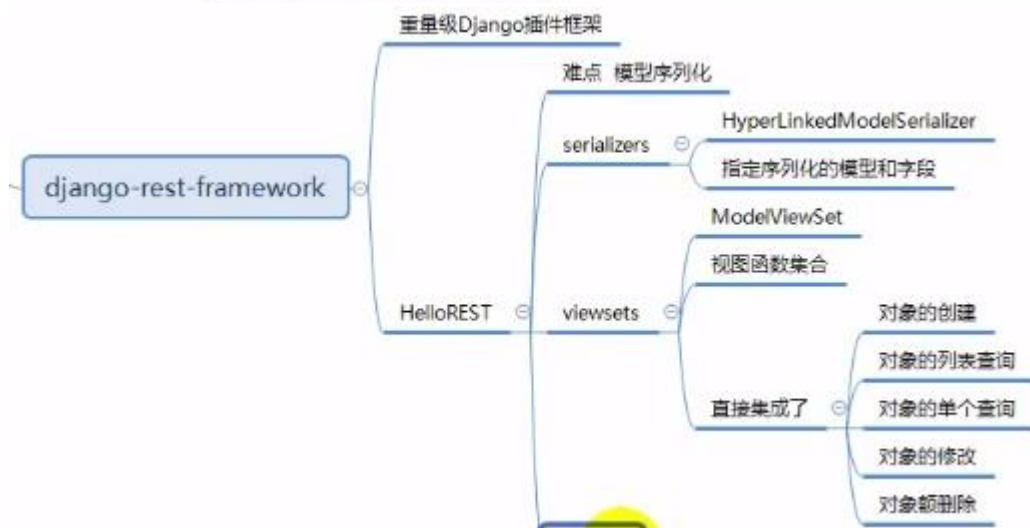 重量级Django插件框架
难点 模型序列化
HyperLinkedModelSerializer
serializers
指定序列化的模型和字段
django-rest-framework
ModelViewSet
视图函数集合
HelloREST
viewsets
对象的创建
对象的列表查询
直接集成了
对象的单个查询
对象的修改
对象额删除